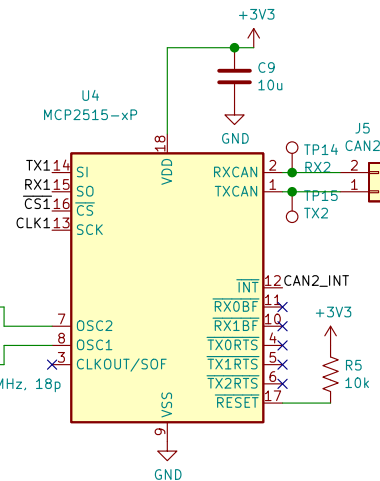 +3V3
C9
10u
GND
U4
MCP2515-xP
J5
CAN2
18
VDD
TX1 14 SI
RX1 15 SO
CS1 16 CS
CLK1 13 SCK
RXCAN 2
TXCAN 1
TP14
RX2
TP15
TX2
2
1
INT 12 CAN2_INT
RX0BF 11
RX1BF 10
TX0RTS 4
TX1RTS 5
TX2RTS 6
RESET 17
7 OSC2
8 OSC1
3 CLKOUT/SOF
MHz, 18p
+3V3
R5
10k
VSS
9
GND